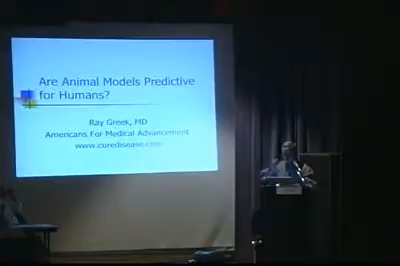 Are Animal Models Predictive
for Humans?
Ray Greek, MD
Americans For Medical Advancement
www.curedisease.com